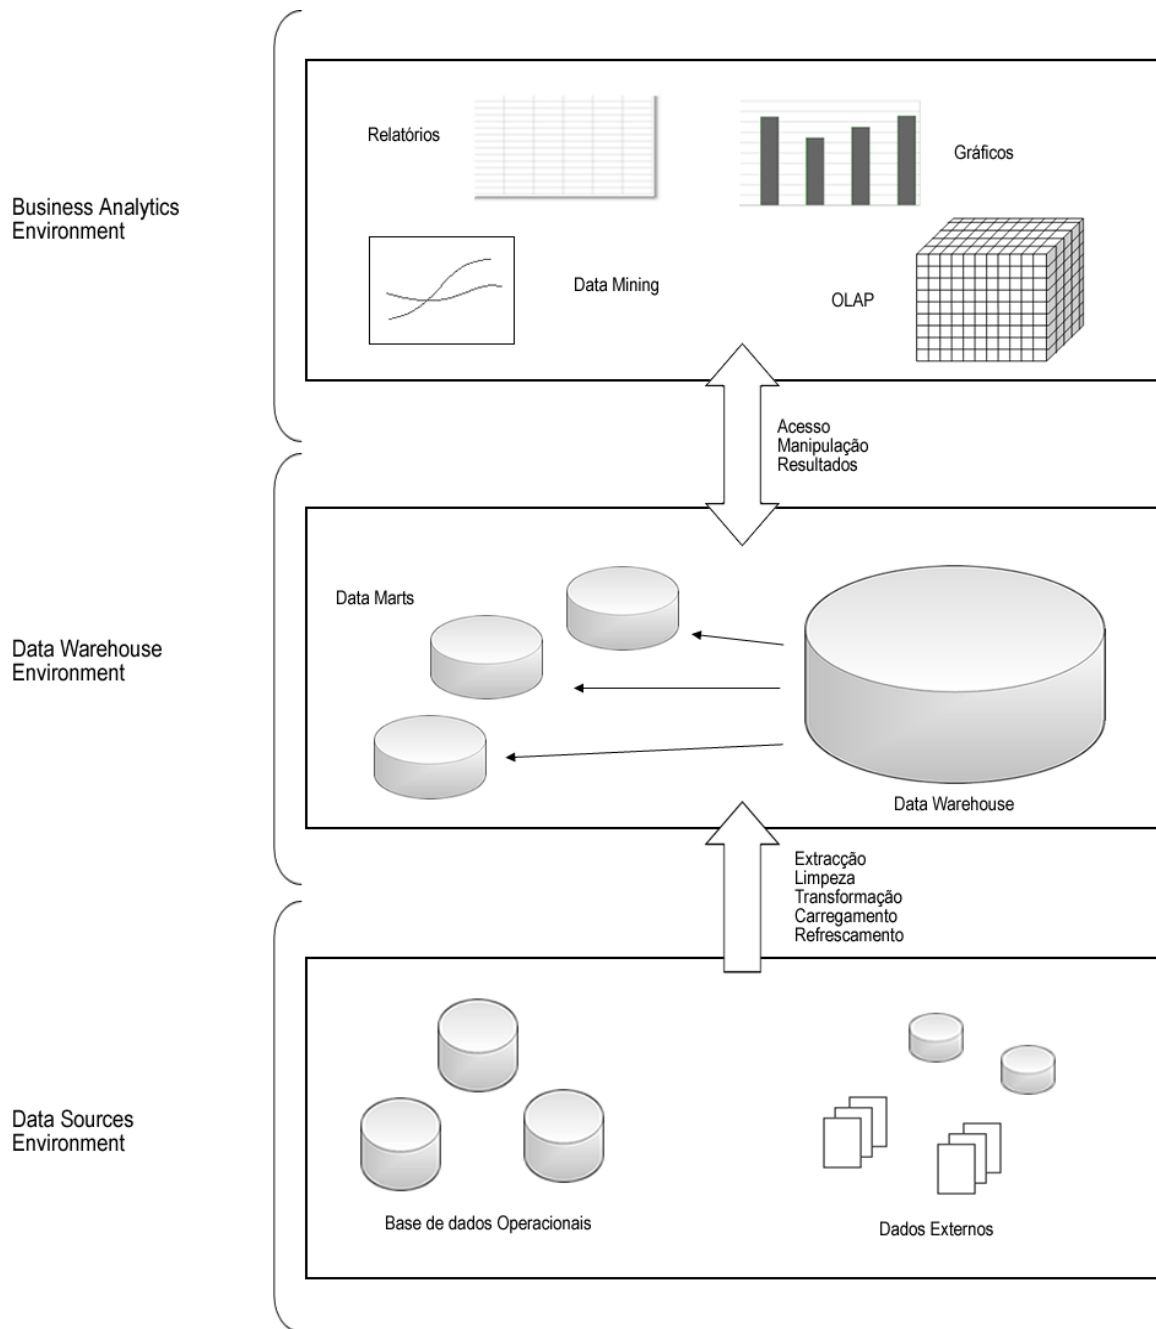 Relatórios
Gráficos
Business Analytics
Environment
Data Mining
OLAP
Acesso
Manipulação
Resultados
Data Marts
Data Warehouse
Environment
Data Warehouse
Extracção
Limpeza
Transformação
Carregamento
Refrescamento
Data Sources
Environment
Base de dados Operacionais
Dados Externos